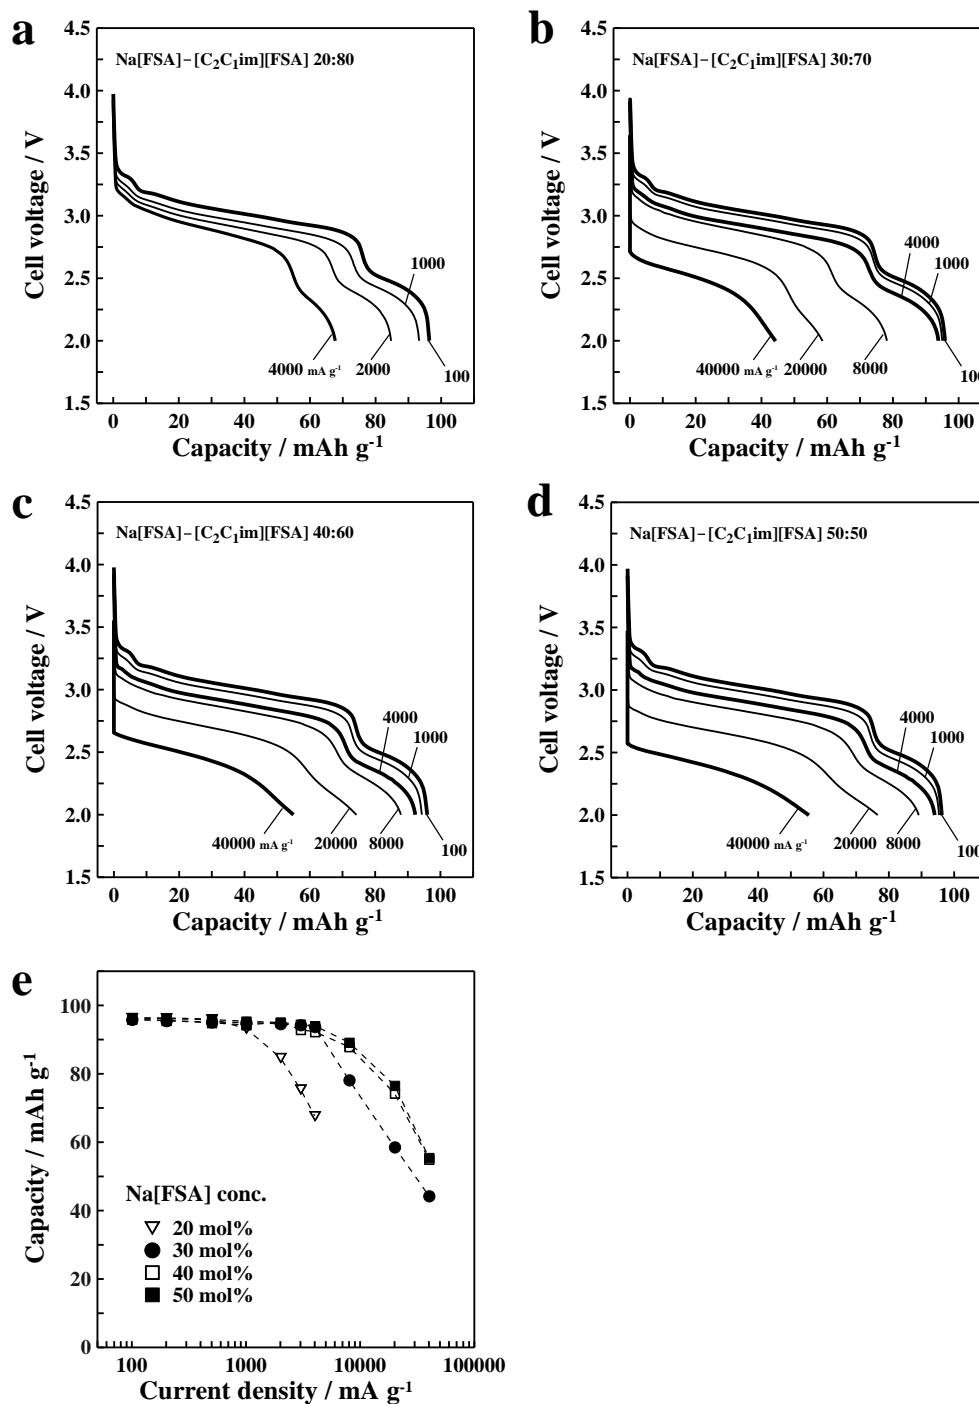 a
Na[FSA]−[C₂C₁im][FSA] 20:80
Cell voltage / V
4.5
4.0
3.5
3.0
2.5
2.0
1.5
1000
4000 mA g⁻¹
2000
100
0 20 40 60 80 100
Capacity / mAh g⁻¹
b
Na[FSA]−[C₂C₁im][FSA] 30:70
Cell voltage / V
4.5
4.0
3.5
3.0
2.5
2.0
1.5
4000
1000
40000 mA g⁻¹
20000
8000
100
0 20 40 60 80 100
Capacity / mAh g⁻¹
c
Na[FSA]−[C₂C₁im][FSA] 40:60
Cell voltage / V
4.5
4.0
3.5
3.0
2.5
2.0
1.5
4000
1000
40000 mA g⁻¹
20000
8000
100
0 20 40 60 80 100
Capacity / mAh g⁻¹
d
Na[FSA]−[C₂C₁im][FSA] 50:50
Cell voltage / V
4.5
4.0
3.5
3.0
2.5
2.0
1.5
4000
1000
40000 mA g⁻¹
20000
8000
100
0 20 40 60 80 100
Capacity / mAh g⁻¹
e
Capacity / mAh g⁻¹
100
80
60
40
20
0
Na[FSA] conc.
20 mol%
30 mol%
40 mol%
50 mol%
100 1000 10000 100000
Current density / mA g⁻¹